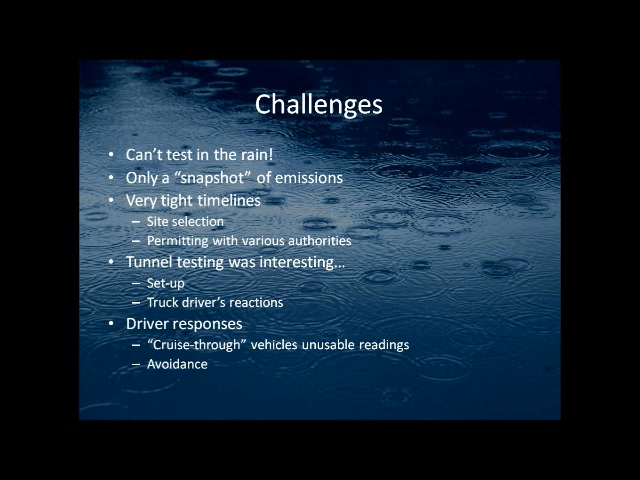 Challenges
• Can't test in the rain!
• Only a “snapshot” of emissions
• Very tight timelines
– Site selection
– Permitting with various authorities
• Tunnel testing was interesting…
– Set-up
– Truck driver's reactions
• Driver responses
– “Cruise-through” vehicles unusable readings
– Avoidance